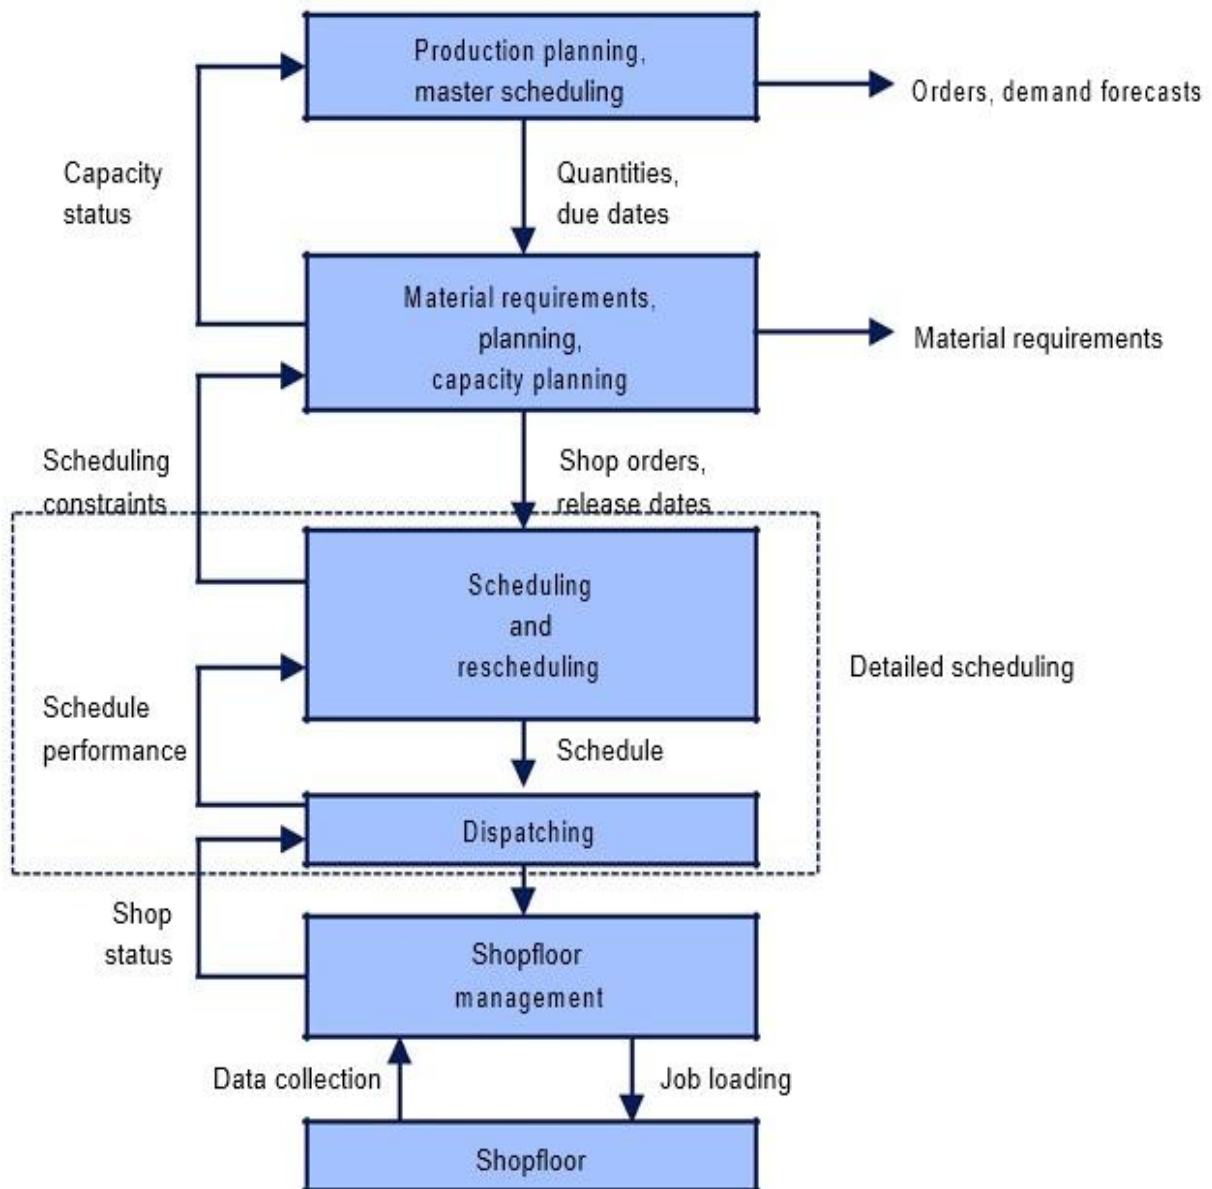 Production planning,
master scheduling
Orders, demand forecasts
Capacity
status
Quantities,
due dates
Material requirements,
planning,
capacity planning
Material requirements
Scheduling
constraints
Shop orders,
release dates
Scheduling
and
rescheduling
Detailed scheduling
Schedule
performance
Schedule
Dispatching
Shop
status
Shopfloor
management
Data collection
Job loading
Shopfloor